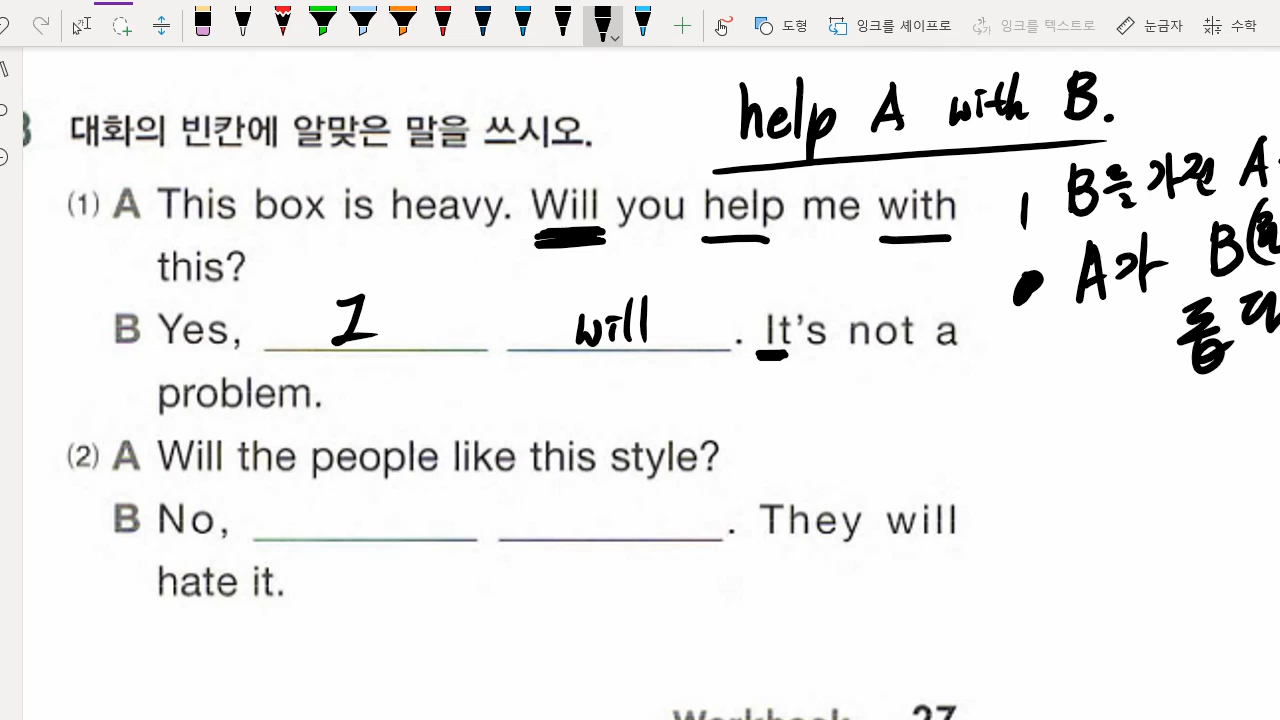 도형 잉크를 셰이프로 잉크를 텍스트로 눈금자 수학
help A with B.
대화의 빈칸에 알맞은 말을 쓰시오.
B을 가진 A
(1) A This box is heavy. Will you help me with
this?
A가 B
B Yes, I will. It's not a
돕
problem.
(2) A Will the people like this style?
B No, . They will
hate it.
Workbook 27